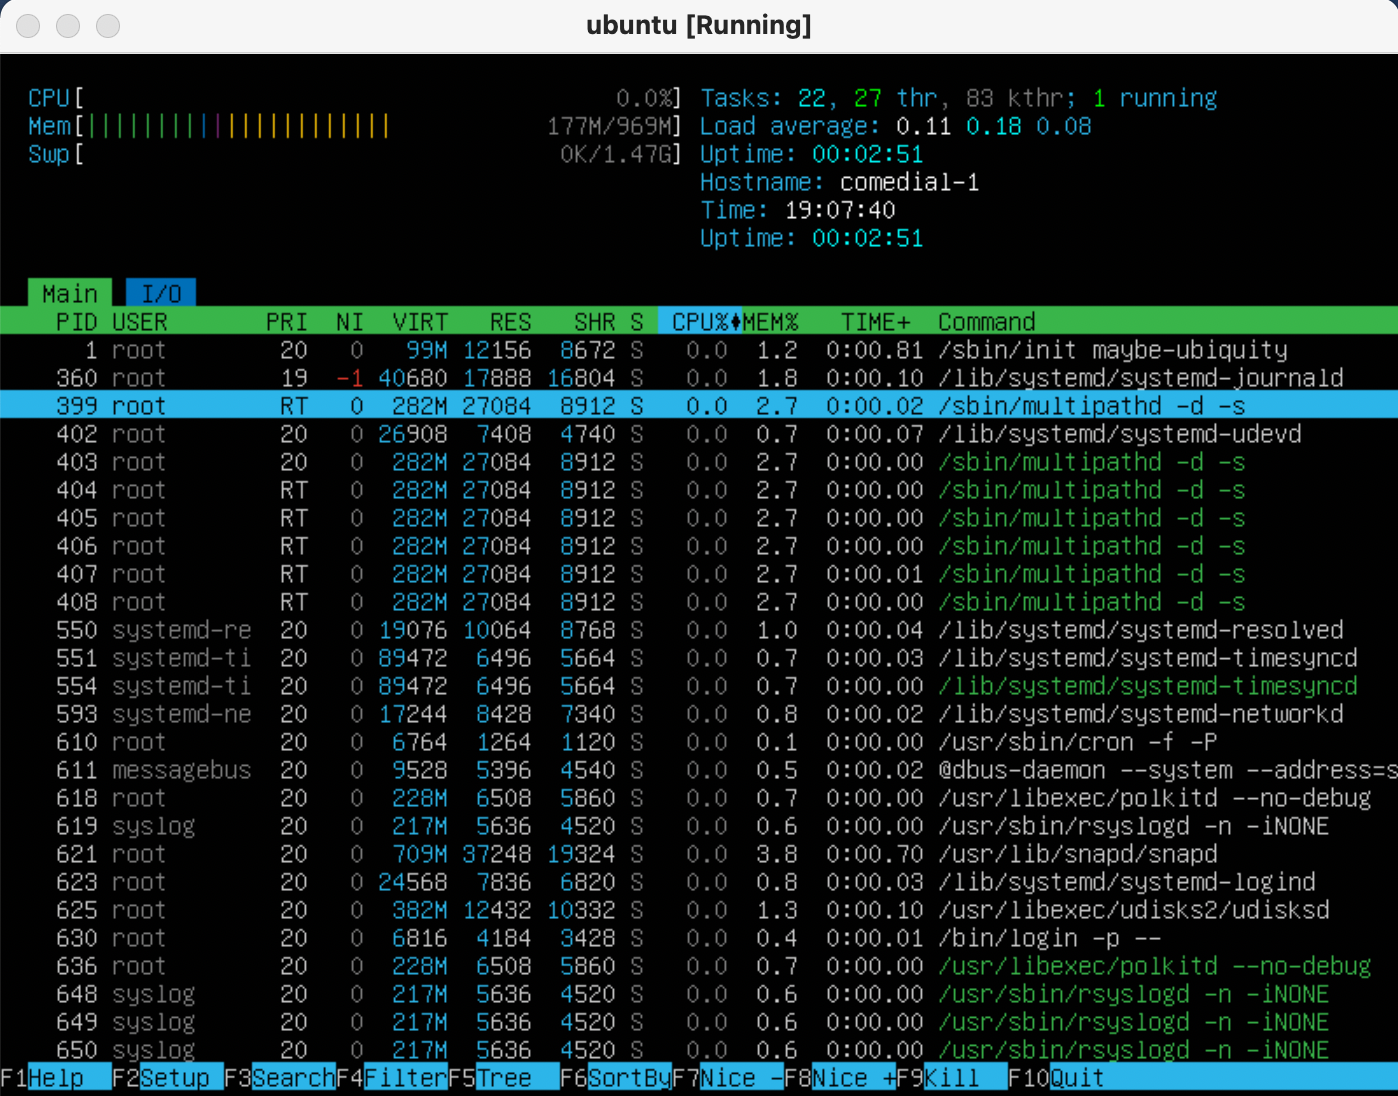 ubuntu [Running]
CPU[ 0.0%] Tasks: 22, 27 thr, 83 kthr; 1 running
Mem[||||||||||||||||||||||177M/969M] Load average: 0.11 0.18 0.08
Swp[ 0K/1.47G] Uptime: 00:02:51
Hostname: comedial-1
Time: 19:07:40
Uptime: 00:02:51
Main I/O
PID USER PRI NI VIRT RES SHR S CPU%♦MEM% TIME+ Command
1 root 20 0 99M 12156 8672 S 0.0 1.2 0:00.81 /sbin/init maybe-ubiquity
360 root 19 -1 40680 17888 16804 S 0.0 1.8 0:00.10 /lib/systemd/systemd-journald
399 root RT 0 282M 27084 8912 S 0.0 2.7 0:00.02 /sbin/multipathd -d -s
402 root 20 0 26908 7408 4740 S 0.0 0.7 0:00.07 /lib/systemd/systemd-udevd
403 root 20 0 282M 27084 8912 S 0.0 2.7 0:00.00 /sbin/multipathd -d -s
404 root RT 0 282M 27084 8912 S 0.0 2.7 0:00.00 /sbin/multipathd -d -s
405 root RT 0 282M 27084 8912 S 0.0 2.7 0:00.00 /sbin/multipathd -d -s
406 root RT 0 282M 27084 8912 S 0.0 2.7 0:00.00 /sbin/multipathd -d -s
407 root RT 0 282M 27084 8912 S 0.0 2.7 0:00.01 /sbin/multipathd -d -s
408 root RT 0 282M 27084 8912 S 0.0 2.7 0:00.00 /sbin/multipathd -d -s
550 systemd-re 20 0 19076 10064 8768 S 0.0 1.0 0:00.04 /lib/systemd/systemd-resolved
551 systemd-ti 20 0 89472 6496 5664 S 0.0 0.7 0:00.03 /lib/systemd/systemd-timesyncd
554 systemd-ti 20 0 89472 6496 5664 S 0.0 0.7 0:00.00 /lib/systemd/systemd-timesyncd
593 systemd-ne 20 0 17244 8428 7340 S 0.0 0.8 0:00.02 /lib/systemd/systemd-networkd
610 root 20 0 6764 1264 1120 S 0.0 0.1 0:00.00 /usr/sbin/cron -f -P
611 messagebus 20 0 9528 5396 4540 S 0.0 0.5 0:00.02 @dbus-daemon --system --address=s
618 root 20 0 228M 6508 5860 S 0.0 0.7 0:00.00 /usr/libexec/polkitd --no-debug
619 syslog 20 0 217M 5636 4520 S 0.0 0.6 0:00.00 /usr/sbin/rsyslogd -n -iNONE
621 root 20 0 709M 37248 19324 S 0.0 3.8 0:00.70 /usr/lib/snapd/snapd
623 root 20 0 24568 7836 6820 S 0.0 0.8 0:00.03 /lib/systemd/systemd-logind
625 root 20 0 382M 12432 10332 S 0.0 1.3 0:00.10 /usr/libexec/udisks2/udisksd
630 root 20 0 6816 4184 3428 S 0.0 0.4 0:00.01 /bin/login -p --
636 root 20 0 228M 6508 5860 S 0.0 0.7 0:00.00 /usr/libexec/polkitd --no-debug
648 syslog 20 0 217M 5636 4520 S 0.0 0.6 0:00.00 /usr/sbin/rsyslogd -n -iNONE
649 syslog 20 0 217M 5636 4520 S 0.0 0.6 0:00.00 /usr/sbin/rsyslogd -n -iNONE
650 syslog 20 0 217M 5636 4520 S 0.0 0.6 0:00.00 /usr/sbin/rsyslogd -n -iNONE
F1Help F2Setup F3SearchF4FilterF5Tree F6SortByF7Nice -F8Nice +F9Kill F10Quit